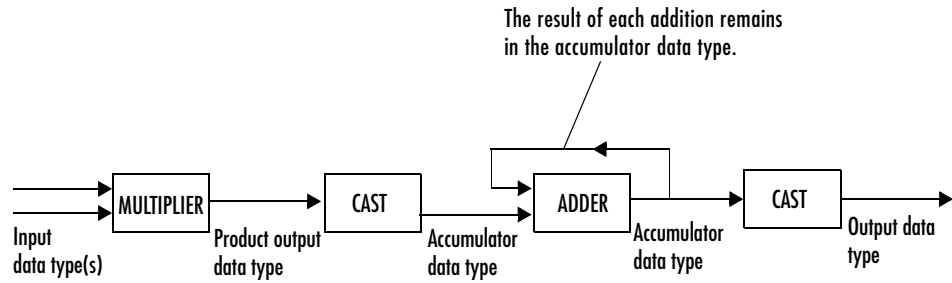 The result of each addition remains
in the accumulator data type.
MULTIPLIER
CAST
ADDER
CAST
Input
data type(s)
Product output
data type
Accumulator
data type
Accumulator
data type
Output data
type